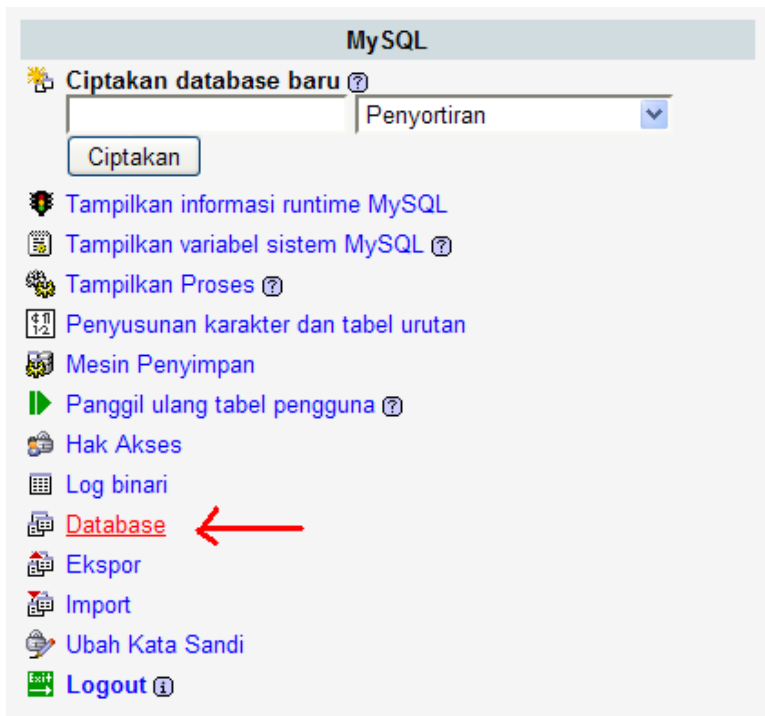 MySQL
Ciptakan database baru
Penyortiran
Ciptakan
Tampilkan informasi runtime MySQL
Tampilkan variabel sistem MySQL
Tampilkan Proses
Penyusunan karakter dan tabel urutan
Mesin Penyimpan
Panggil ulang tabel pengguna
Hak Akses
Log binari
Database
Ekspor
Import
Ubah Kata Sandi
Exit Logout